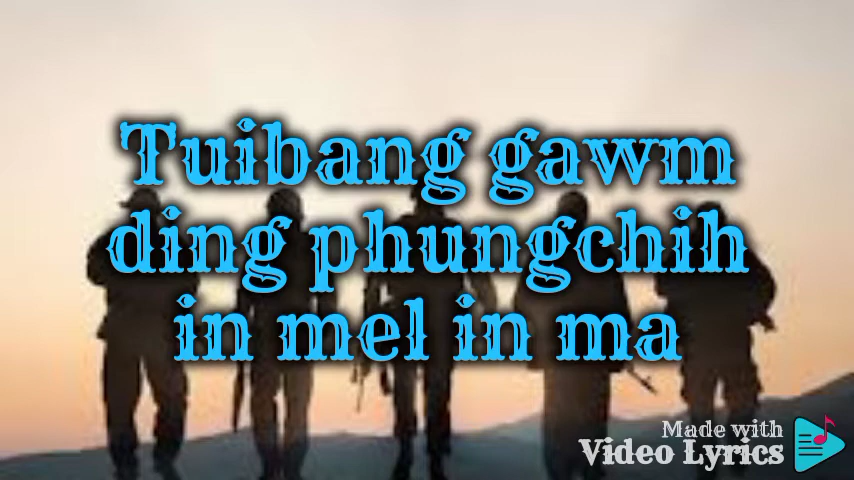 Tuibang gawm
ding phungchih
in mel in ma
Made with
Video Lyrics